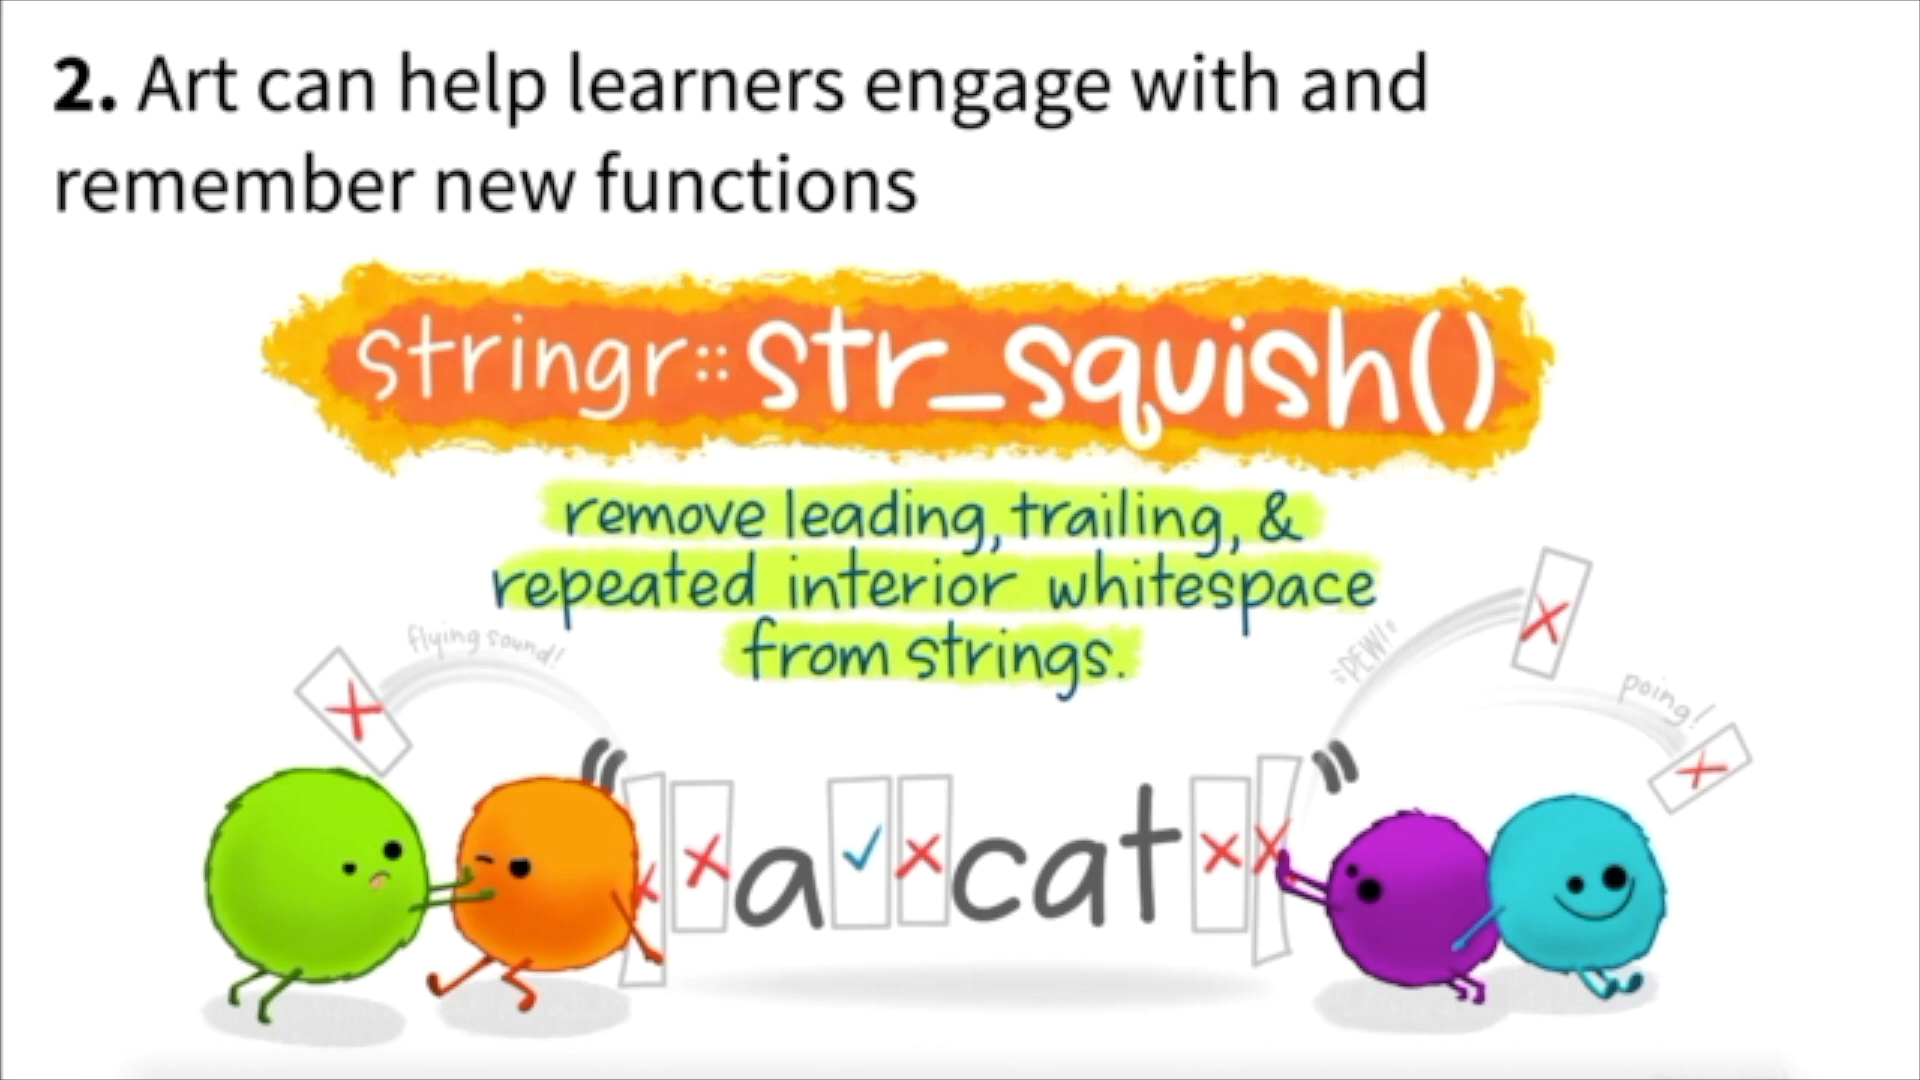 2. Art can help learners engage with and
remember new functions
stringr::str_squish()
remove leading, trailing, &
repeated interior whitespace
from strings.
flying sound!
PEW!
poing!
a cat